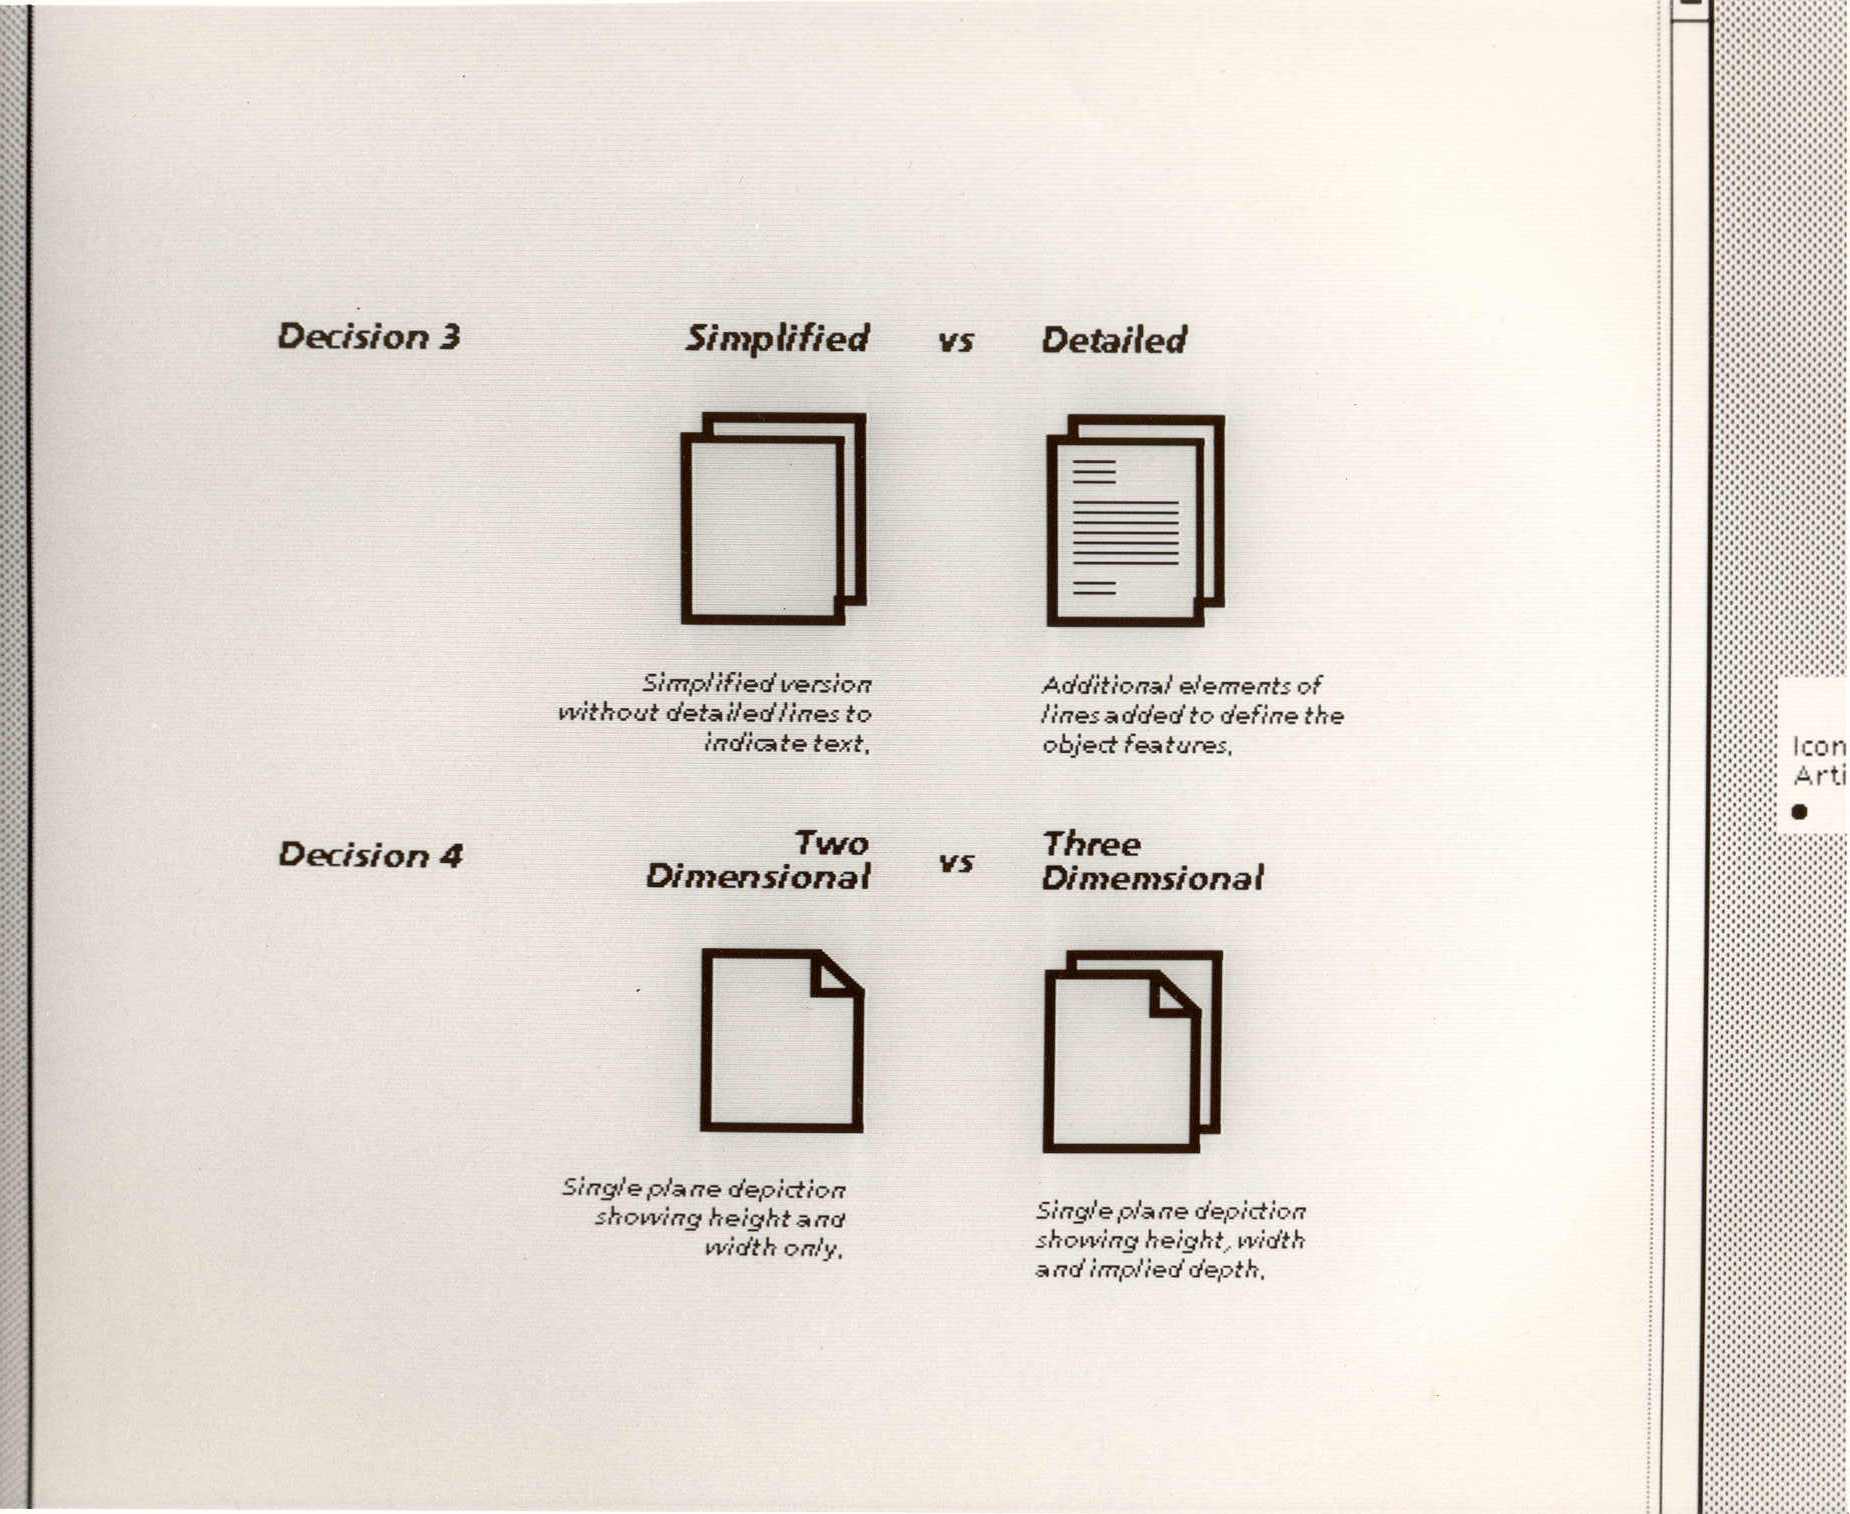 Decision 3
Simplified vs Detailed
Simplified version
without detailed lines to
indicate text.
Additional elements of
lines added to define the
object features.
Decision 4
Two
Dimensional
vs
Three
Dimemsional
Single plane depiction
showing height and
width only.
Single plane depiction
showing height, width
and implied depth.
Icon
Arti